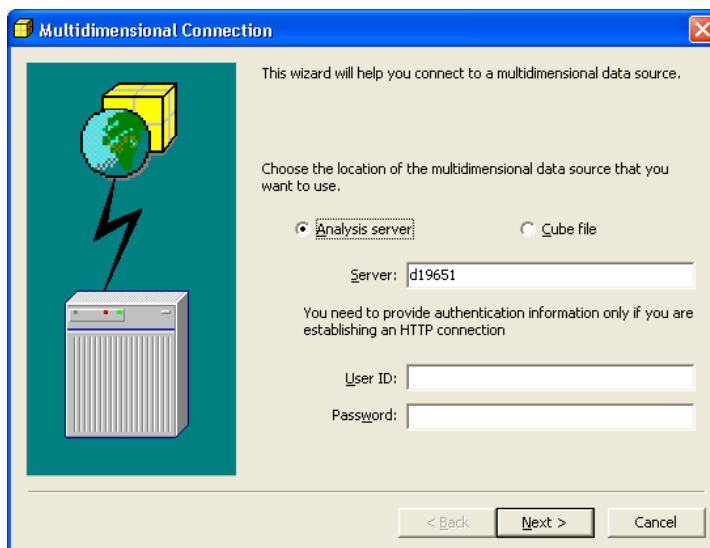 Multidimensional Connection
This wizard will help you connect to a multidimensional data source.
Choose the location of the multidimensional data source that you
want to use.
Analysis server
Cube file
Server: d19651
You need to provide authentication information only if you are
establishing an HTTP connection
User ID:
Password:
< Back
Next >
Cancel